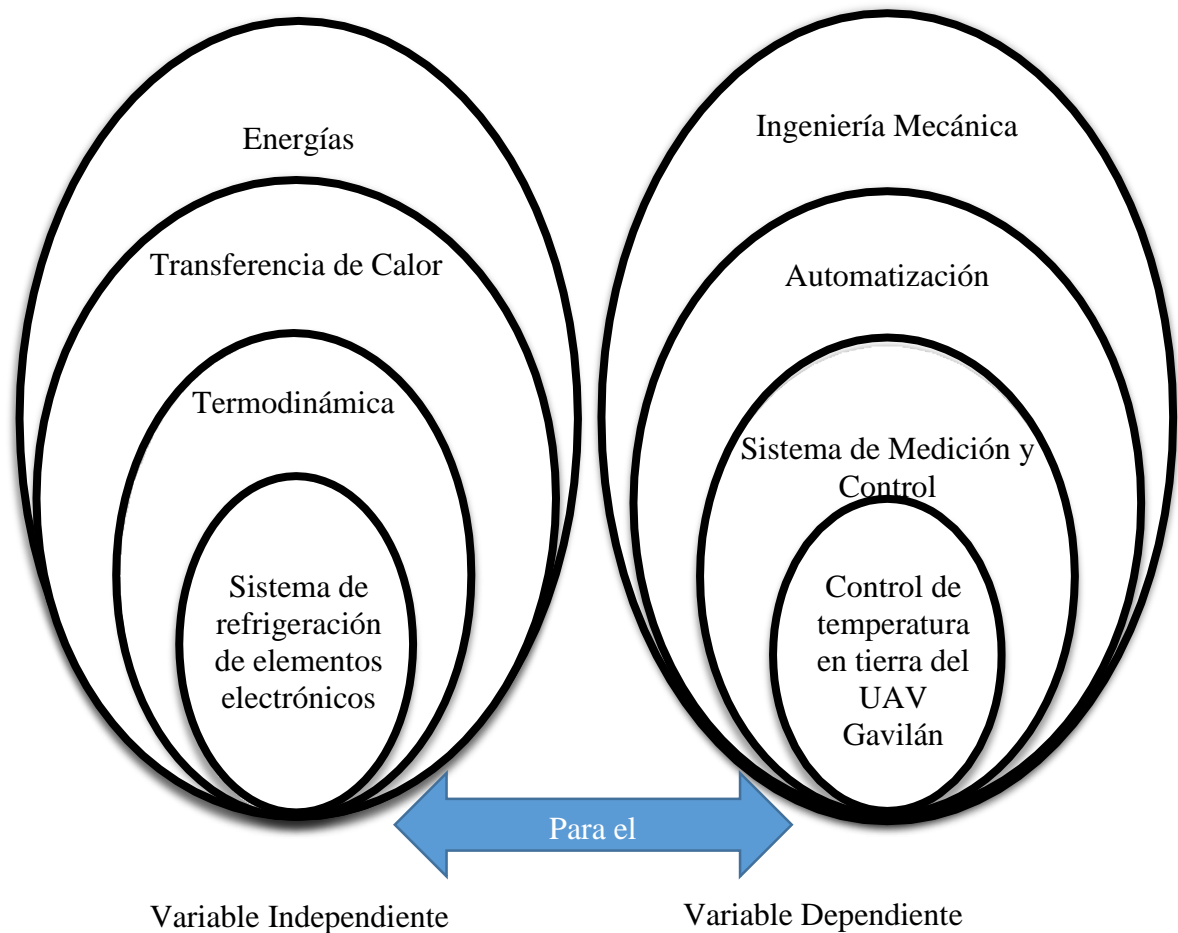 Energías
Transferencia de Calor
Termodinámica
Sistema de
refrigeración
de elementos
electrónicos
Ingeniería Mecánica
Automatización
Sistema de Medición y
Control
Control de
temperatura
en tierra del
UAV
Gavilán
Para el
Variable Independiente
Variable Dependiente